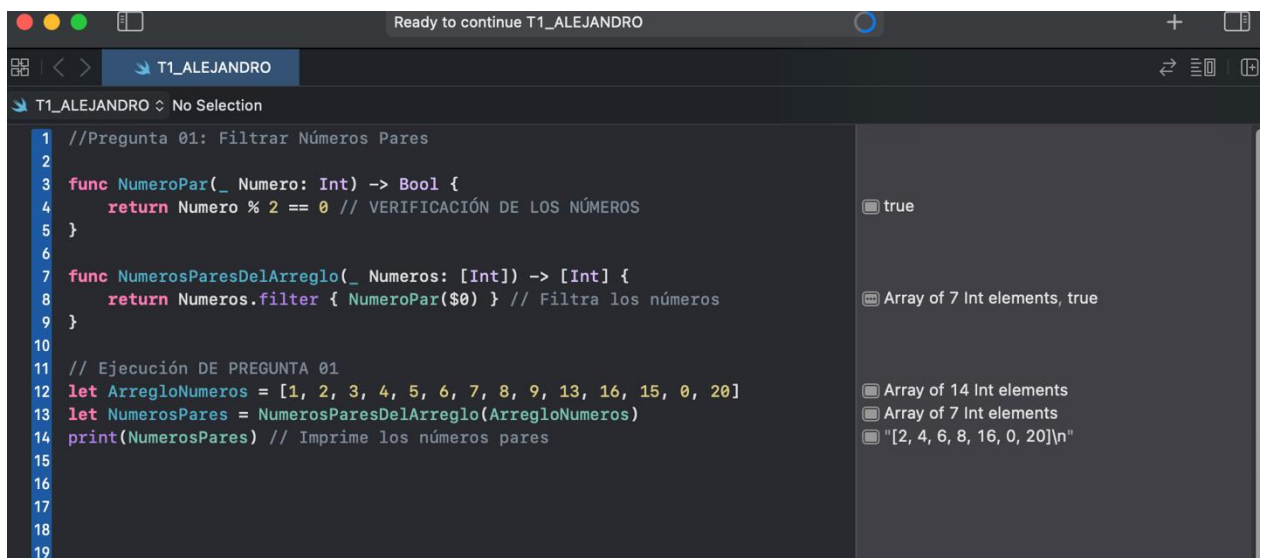 Ready to continue T1_ALEJANDRO
T1_ALEJANDRO
T1_ALEJANDRO No Selection
1 //Pregunta 01: Filtrar Números Pares
2
3 func NumeroPar(_ Numero: Int) -> Bool {
4 return Numero % 2 == 0 // VERIFICACIÓN DE LOS NÚMEROS true
5 }
6
7 func NumerosParesDelArreglo(_ Numeros: [Int]) -> [Int] {
8 return Numeros.filter { NumeroPar($0) } // Filtra los números Array of 7 Int elements, true
9 }
10
11 // Ejecución DE PREGUNTA 01
12 let ArregloNumeros = [1, 2, 3, 4, 5, 6, 7, 8, 9, 13, 16, 15, 0, 20] Array of 14 Int elements
13 let NumerosPares = NumerosParesDelArreglo(ArregloNumeros) Array of 7 Int elements
14 print(NumerosPares) // Imprime los números pares "[2, 4, 6, 8, 16, 0, 20]\n"
15
16
17
18
19